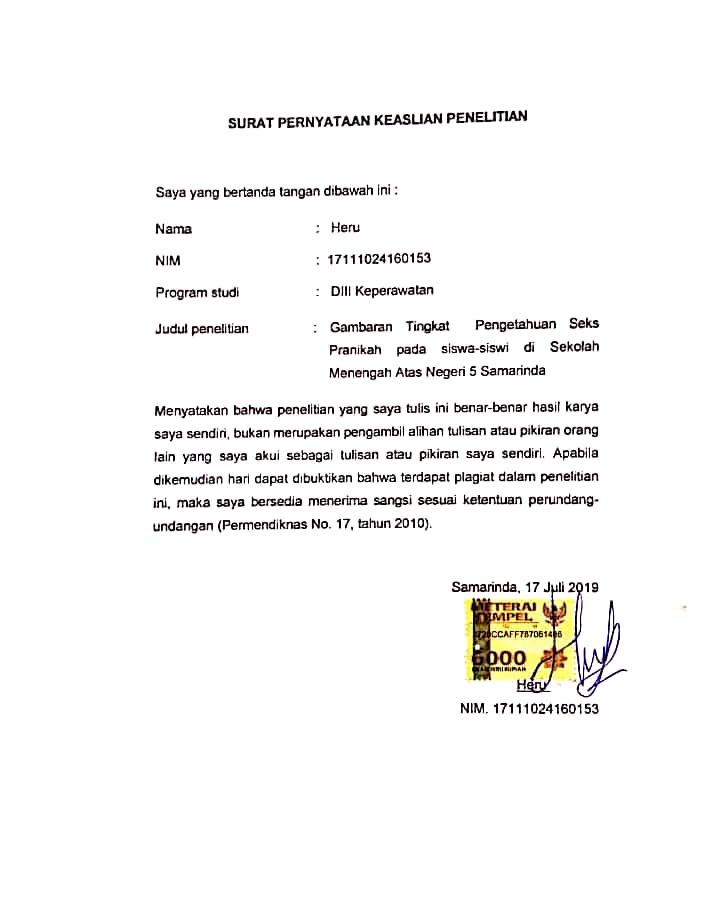 SURAT PERNYATAAN KEASLIAN PENELITIAN
Saya yang bertanda tangan dibawah ini :
Nama : Heru
NIM : 17111024160153
Program studi : DIII Keperawatan
Judul penelitian : Gambaran Tingkat Pengetahuan Seks
Pranikah pada siswa-siswi di Sekolah
Menengah Atas Negeri 5 Samarinda
Menyatakan bahwa penelitian yang saya tulis ini benar-benar hasil karya
saya sendiri, bukan merupakan pengambil alihan tulisan atau pikiran orang
lain yang saya akui sebagai tulisan atau pikiran saya sendiri. Apabila
dikemudian hari dapat dibuktikan bahwa terdapat plagiat dalam penelitian
ini, maka saya bersedia menerima sangsi sesuai ketentuan perundang-
undangan (Permendiknas No. 17, tahun 2010).
Samarinda, 17 Juli 2019
METERAI
TEMPEL
6000
Heru
NIM. 17111024160153